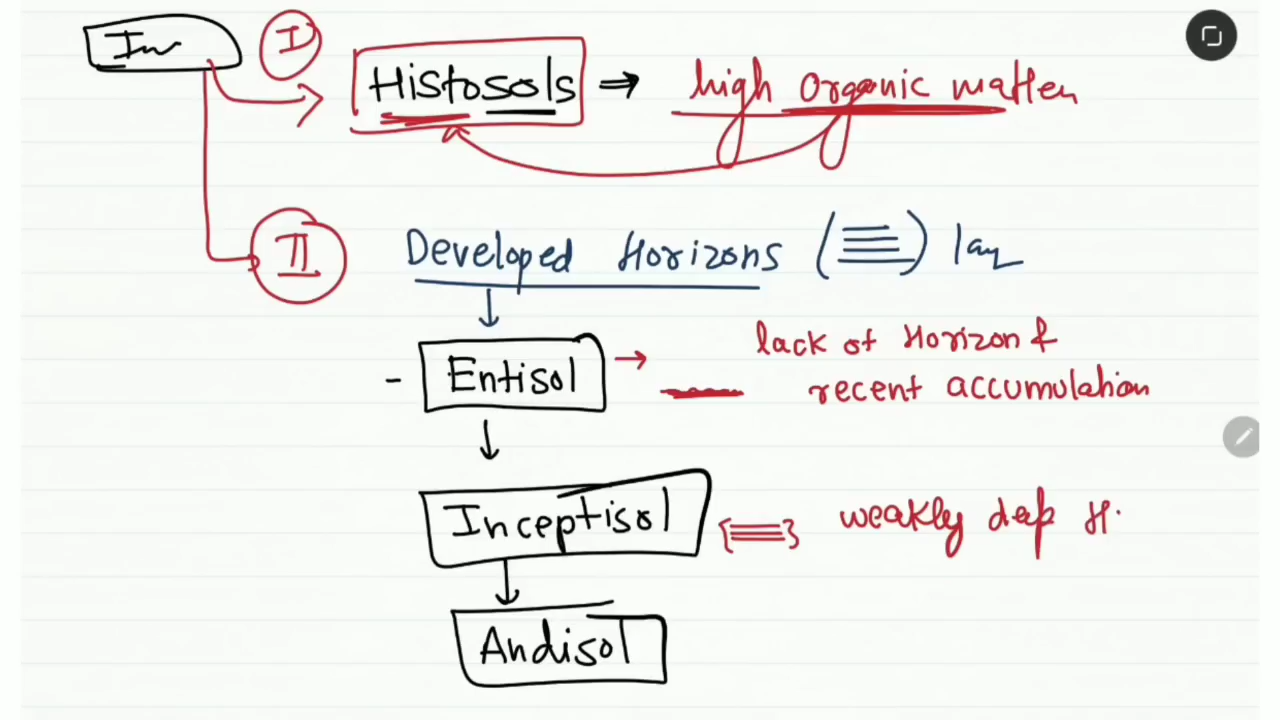 In
I
Histosols ⇒ high organic matter
II
Developed Horizons (≡) lay
- Entisol → lack of Horizon &
recent accumulation
Inceptisol {≡} weakly dep H.
Andisol